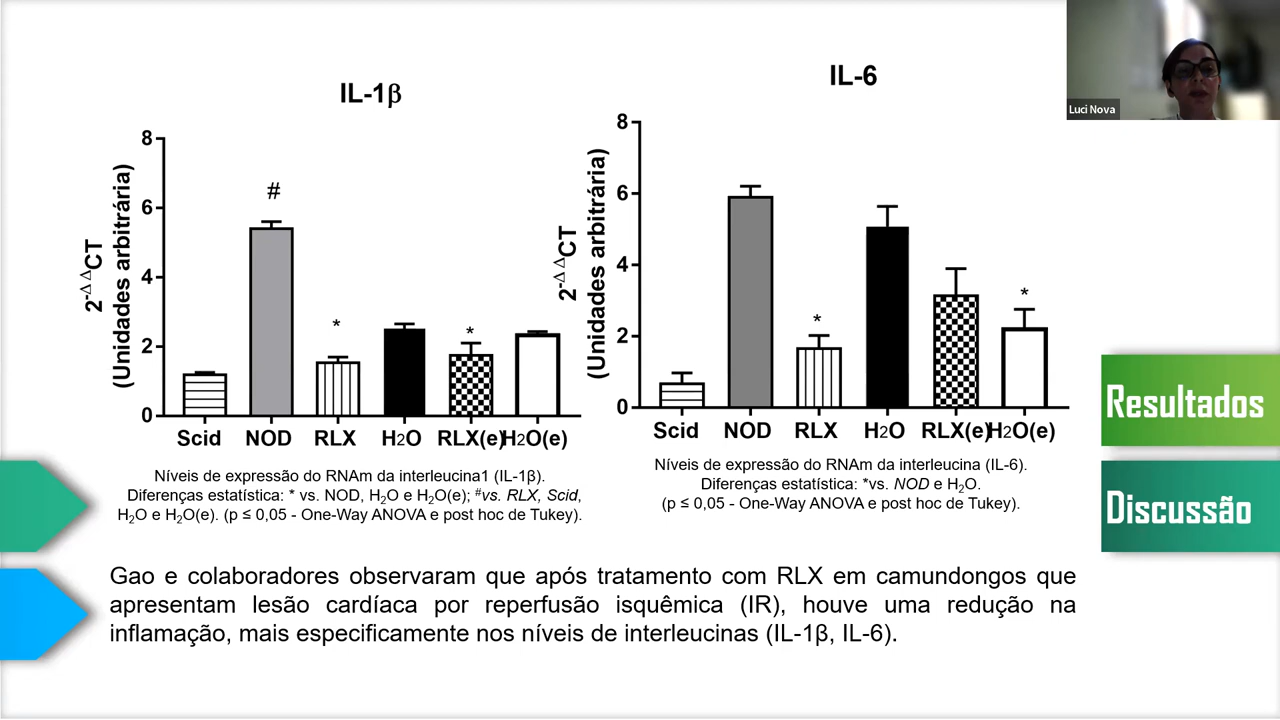 IL-1β
8
6
4
2
0
2-Δ ΔCT
(Unidades arbitrária)
#
*
*
Scid NOD RLX H2O RLX(e) H2O(e)
Níveis de expressão do RNAm da interleucina1 (IL-1β).
Diferenças estatística: * vs. NOD, H2O e H2O(e); #vs. RLX, Scid,
H2O e H2O(e). (p ≤ 0,05 - One-Way ANOVA e post hoc de Tukey).
IL-6
8
6
4
2
0
2-Δ ΔCT
(Unidades arbitrária)
*
*
Scid NOD RLX H2O RLX(e) H2O(e)
Níveis de expressão do RNAm da interleucina (IL-6).
Diferenças estatística: *vs. NOD e H2O.
(p ≤ 0,05 - One-Way ANOVA e post hoc de Tukey).
Luci Nova
Resultados
Discussão
Gao e colaboradores observaram que após tratamento com RLX em camundongos que
apresentam lesão cardíaca por reperfusão isquêmica (IR), houve uma redução na
inflamação, mais especificamente nos níveis de interleucinas (IL-1β, IL-6).